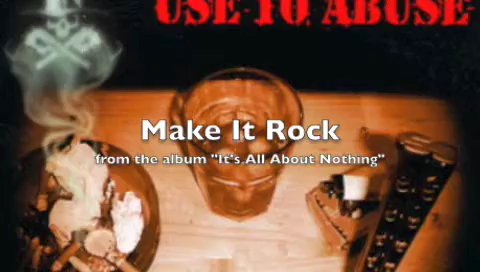 USE TO ABUSE
Make It Rock
from the album "It's All About Nothing"